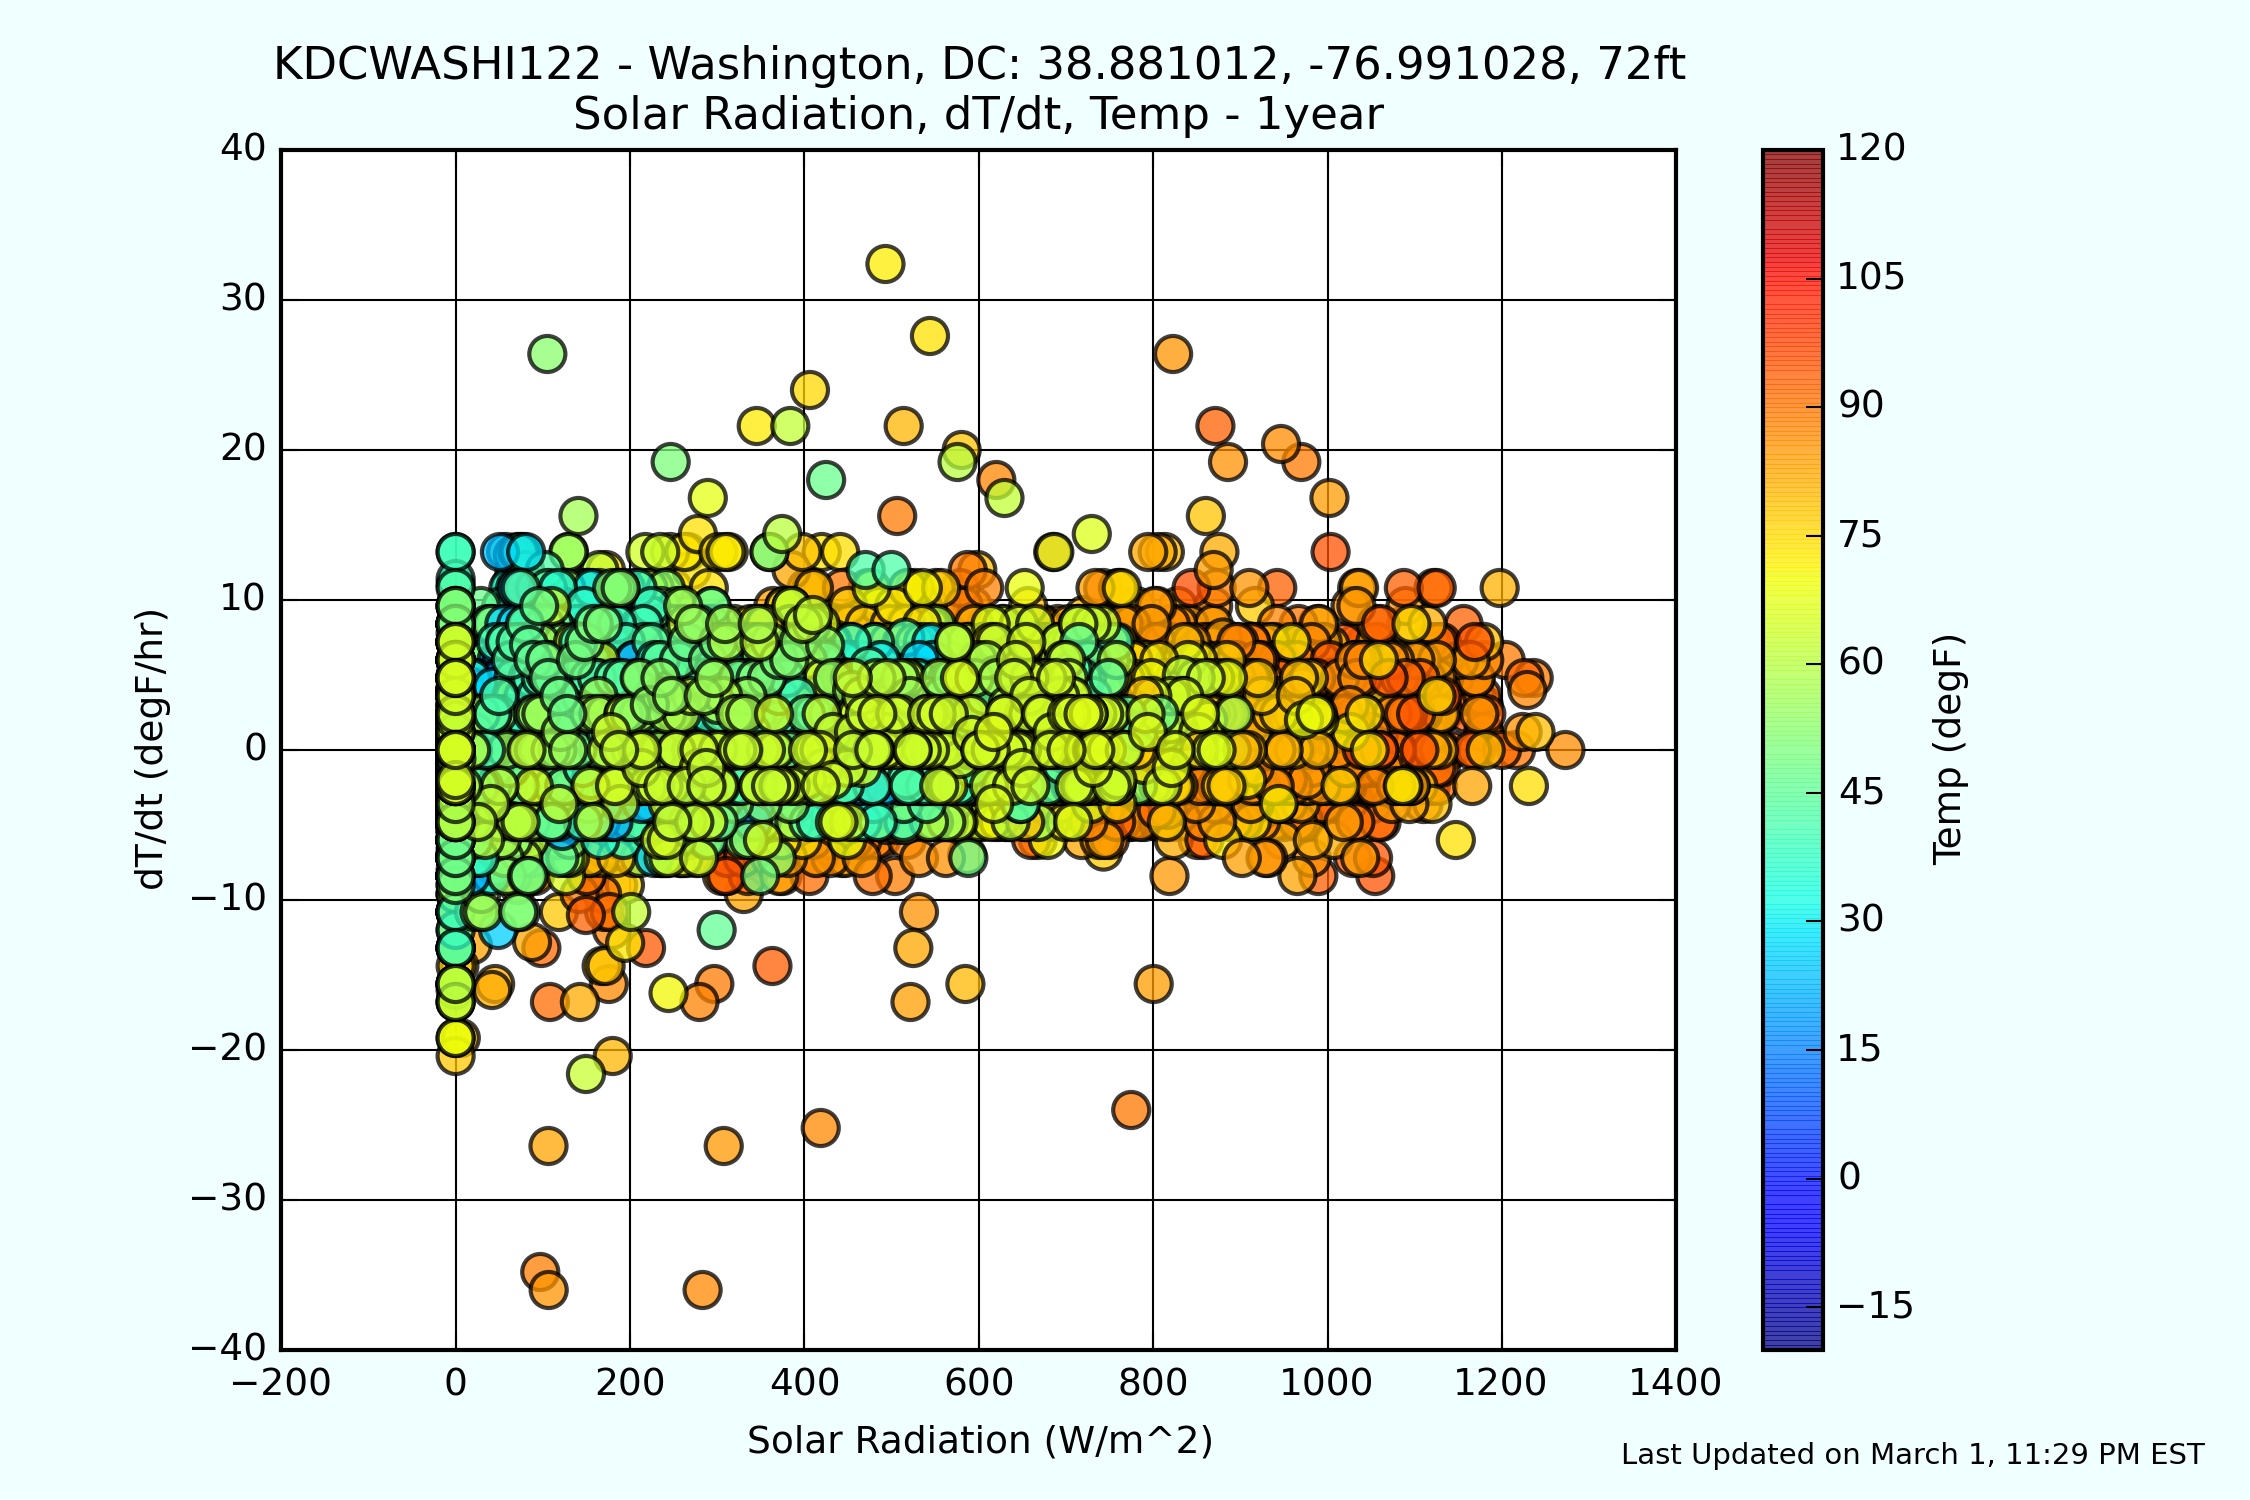 KDCWASHI122 - Washington, DC: 38.881012, -76.991028, 72ft
Solar Radiation, dT/dt, Temp - 1year
40
30
20
10
0
−10
−20
−30
−40
dT/dt (degF/hr)
−200 0 200 400 600 800 1000 1200 1400
Solar Radiation (W/m^2)
120
105
90
75
60
45
30
15
0
−15
Temp (degF)
Last Updated on March 1, 11:29 PM EST